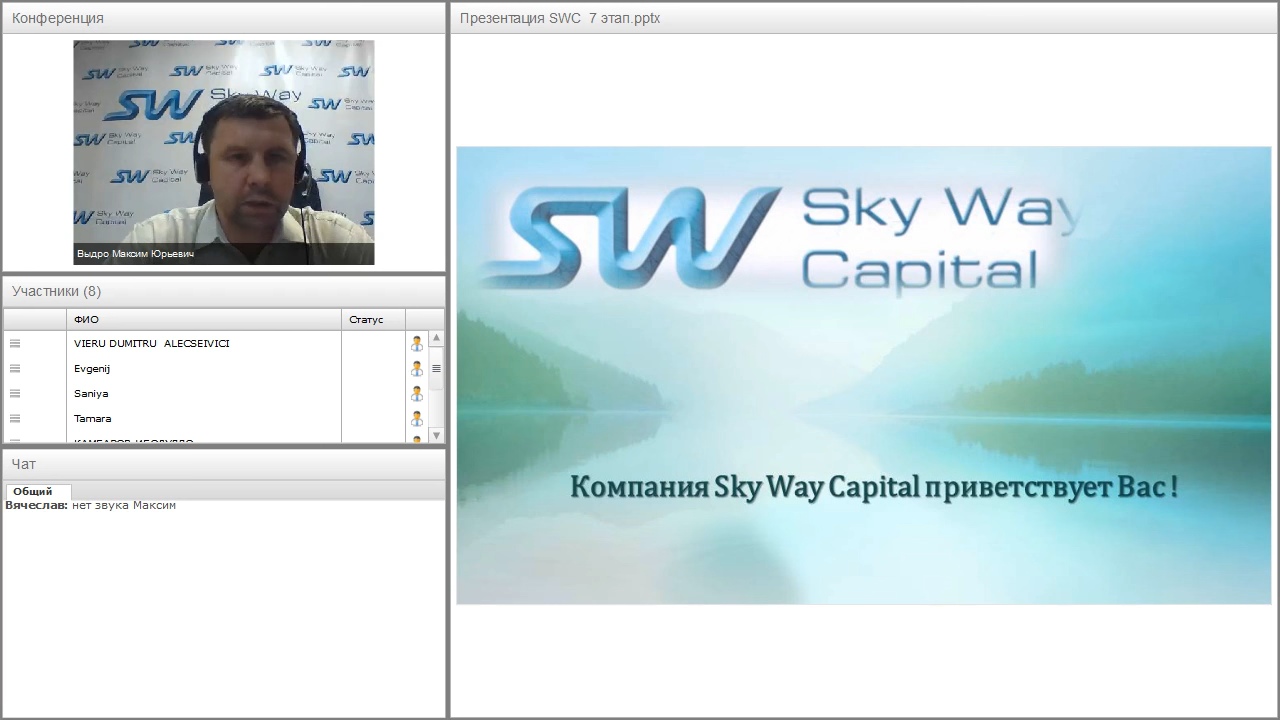 Конференция
SW Sky Way
Capital
Выдро Максим Юрьевич
Участники (8)
ФИО
Статус
VIERU DUMITRU  ALECSEIVICI
Evgenij
Saniya
Tamara
Чат
Общий
Вячеслав: нет звука Максим
Презентация SWC  7 этап.pptx
SW Sky Way
Capital
Компания Sky Way Capital приветствует Вас !